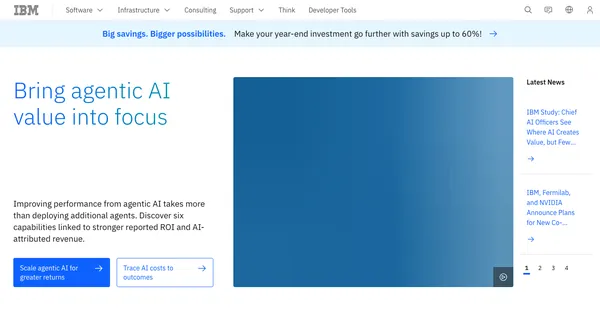 IBM
Software Infrastructure Consulting Support Think Developer Tools
Big savings. Bigger possibilities. Make your year-end investment go further with savings up to 60%!
Bring agentic AI
value into focus
Improving performance from agentic AI takes more
than deploying additional agents. Discover six
capabilities linked to stronger reported ROI and AI-
attributed revenue.
Scale agentic AI for
greater returns
Trace AI costs to
outcomes
Latest News
IBM Study: Chief
AI Officers See
Where AI Creates
Value, but Few...
IBM, Fermilab,
and NVIDIA
Announce Plans
for New Co-...
1 2 3 4